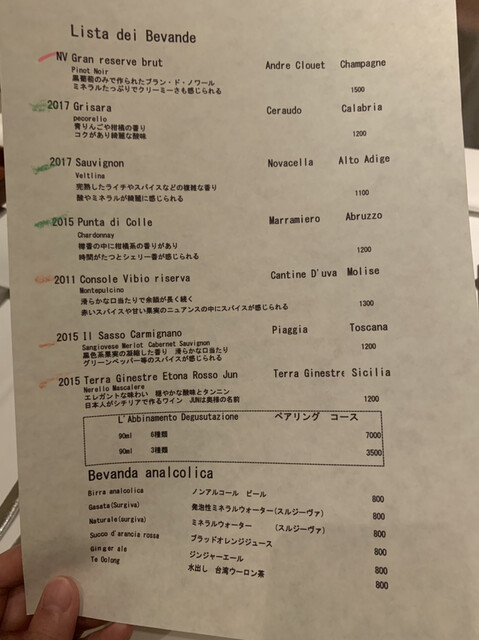 Lista dei Bevande
NV Gran reserve brut Andre Clouet Champagne
Pinot Noir
黒葡萄のみで作られたブラン・ド・ノワール
ミネラルたっぷりでクリーミーさも感じられる 1500
2017 Grisara Ceraudo Calabria
pecorello
青りんごや柑橘の香り
コクがあり綺麗な酸味 1200
2017 Sauvignon Novacella Alto Adige
Veltlina
完熟したライチやスパイスなどの複雑な香り
酸やミネラルが綺麗に感じられる 1100
2015 Punta di Colle Marramiero Abruzzo
Chardonnay
樽香の中に柑橘系の香りがあり
時間がたつとシェリー香が感じられる 1200
2011 Console Vibio riserva Cantine D'uva Molise
Montepulcino
滑らかな口当たりで余韻が長く続く
赤いスパイスや甘い果実のニュアンスの中にスパイスが感じられる 1300
2015 Il Sasso Carmignano Piaggia Toscana
Sangiovese Merlot Cabernet Sauvignon
黒色系果実の凝縮した香り 滑らかな口当たり
グリーンペッパー等のスパイスが感じられる 1200
2015 Terra Ginestre Etona Rosso Jun Terra Ginestre Sicilia
Nerello Mascalere
エレガントな味わい 穏やかな酸味とタンニン
日本人がシチリアで作るワイン JUNは奥様の名前 1200
L'Abbinamento Degusutazione ペアリング コース
90ml 6種類 7000
90ml 3種類 3500
Bevanda analcolica
Birra analcolica ノンアルコール ビール 800
Gasata(Surgiva) 発泡性ミネラルウォーター(スルジーヴァ) 800
Naturale(surgiva) ミネラルウォーター (スルジーヴァ) 800
Succo d'arancia rossa ブラッドオレンジジュース 800
Ginger ale ジンジャーエール 800
Te Oolong 水出し 台湾ウーロン茶 800